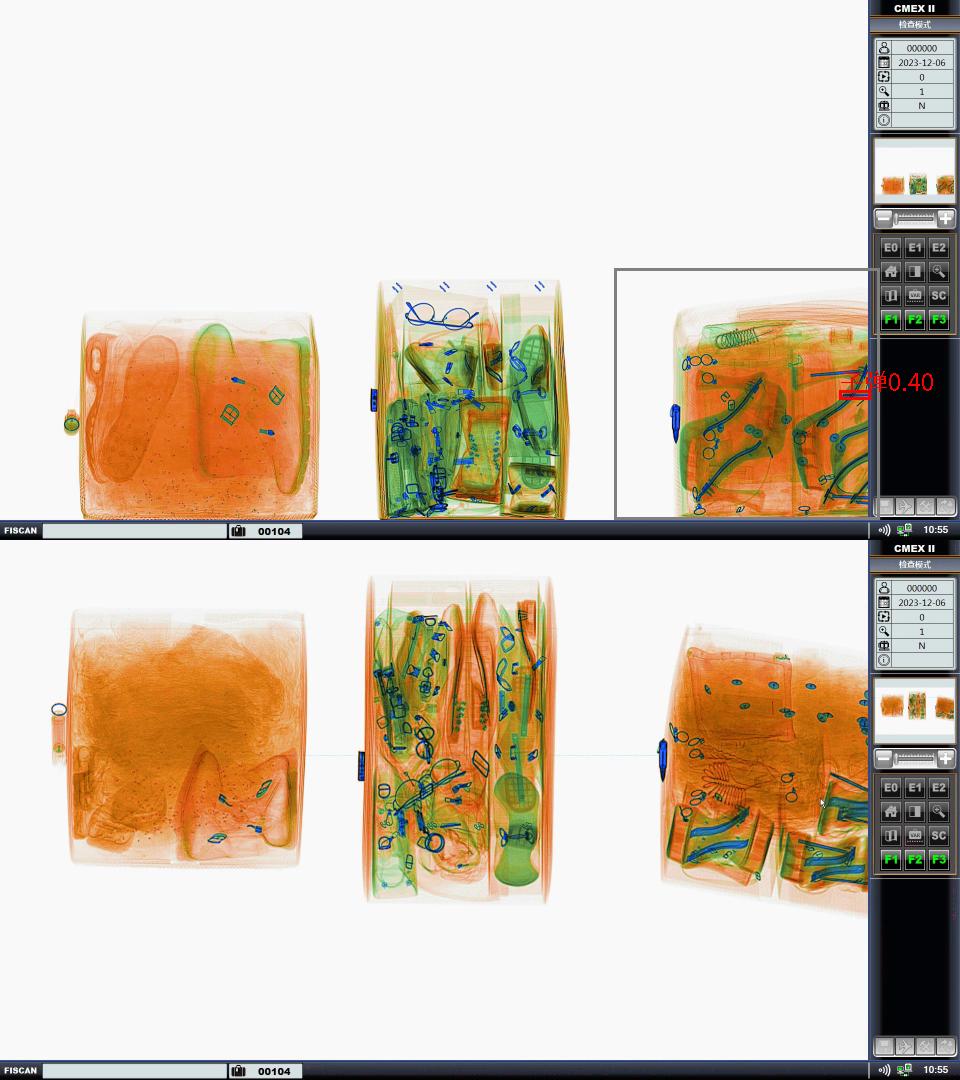 CMEX II
检查模式
000000
2023-12-06
0
1
N
E0 E1 E2
VAR SC
F1 F2 F3
子弹0.40
FISCAN 00104 10:55
CMEX II
检查模式
000000
2023-12-06
0
1
N
E0 E1 E2
VAR SC
F1 F2 F3
FISCAN 00104 10:55